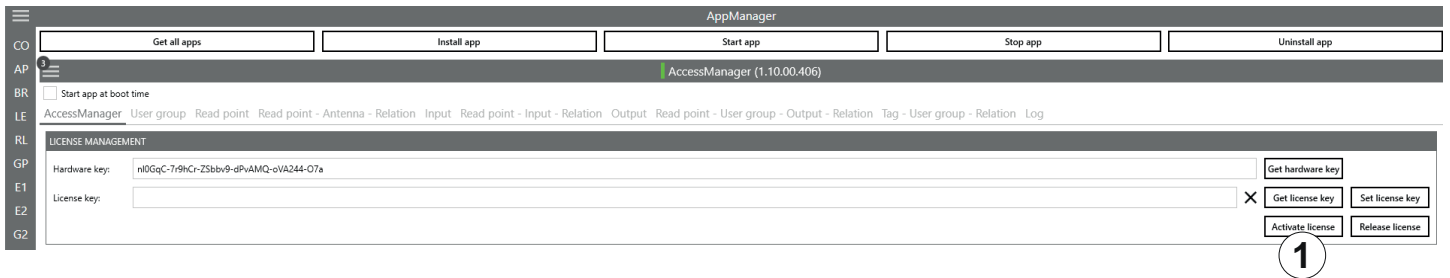 AppManager
Get all apps Install app Start app Stop app Uninstall app
CO
AP
BR
LE
RL
GP
E1
E2
G2
3
AccessManager (1.10.00.406)
Start app at boot time
AccessManager User group Read point Read point - Antenna - Relation Input Read point - Input - Relation Output Read point - User group - Output - Relation Tag - User group - Relation Log
LICENSE MANAGEMENT
Hardware key: nI0GqC-7r9hCr-ZSbbv9-dPvAMQ-oVA244-O7a Get hardware key
License key: Get license key Set license key
Activate license Release license
1